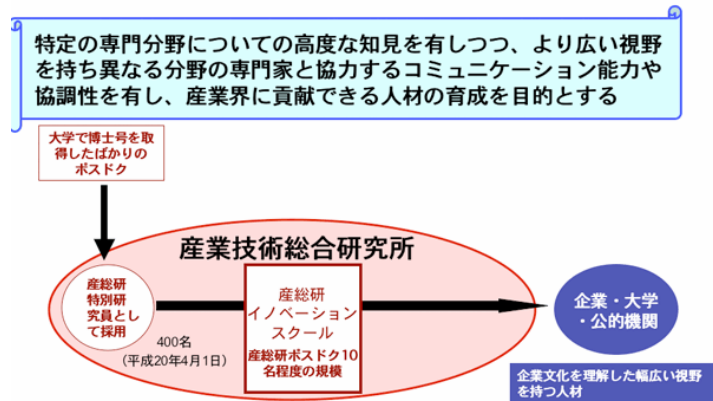 特定の専門分野についての高度な知見を有しつつ、より広い視野
を持ち異なる分野の専門家と協力するコミュニケーション能力や
協調性を有し、産業界に貢献できる人材の育成を目的とする
大学で博士号を取
得したばかりの
ポスドク
産業技術総合研究所
産総研
特別研
究員とし
て採用
400名
（平成20年4月1日）
産総研
イノベーション
スクール
産総研ポスドク10
名程度の規模
企業・大学
・公的機関
企業文化を理解した幅広い視野
を持つ人材